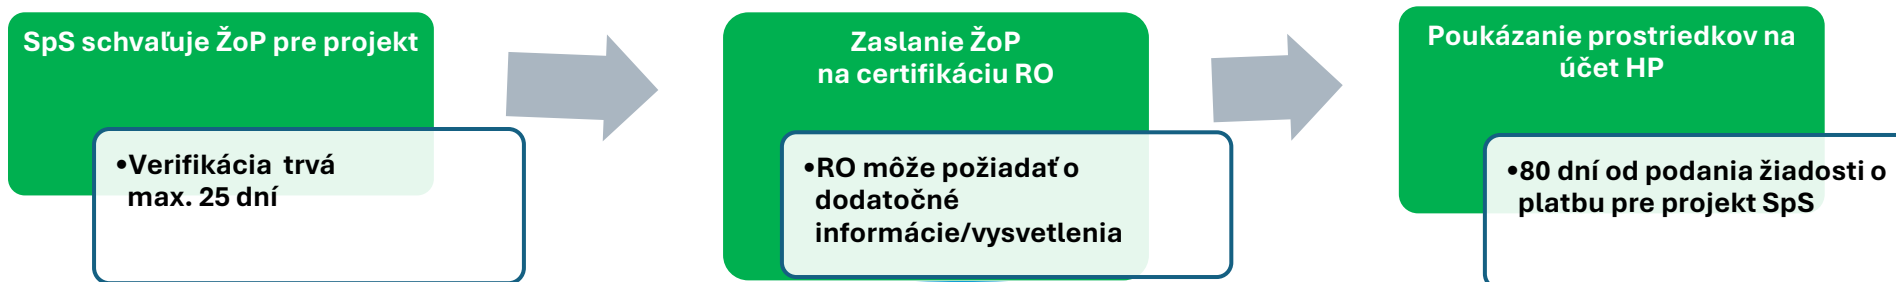 SpS schvaľuje ŽoP pre projekt
•Verifikácia trvá
max. 25 dní
Zaslanie ŽoP
na certifikáciu RO
•RO môže požiadať o
dodatočné
informácie/vysvetlenia
Poukázanie prostriedkov na
účet HP
•80 dní od podania žiadosti o
platbu pre projekt SpS